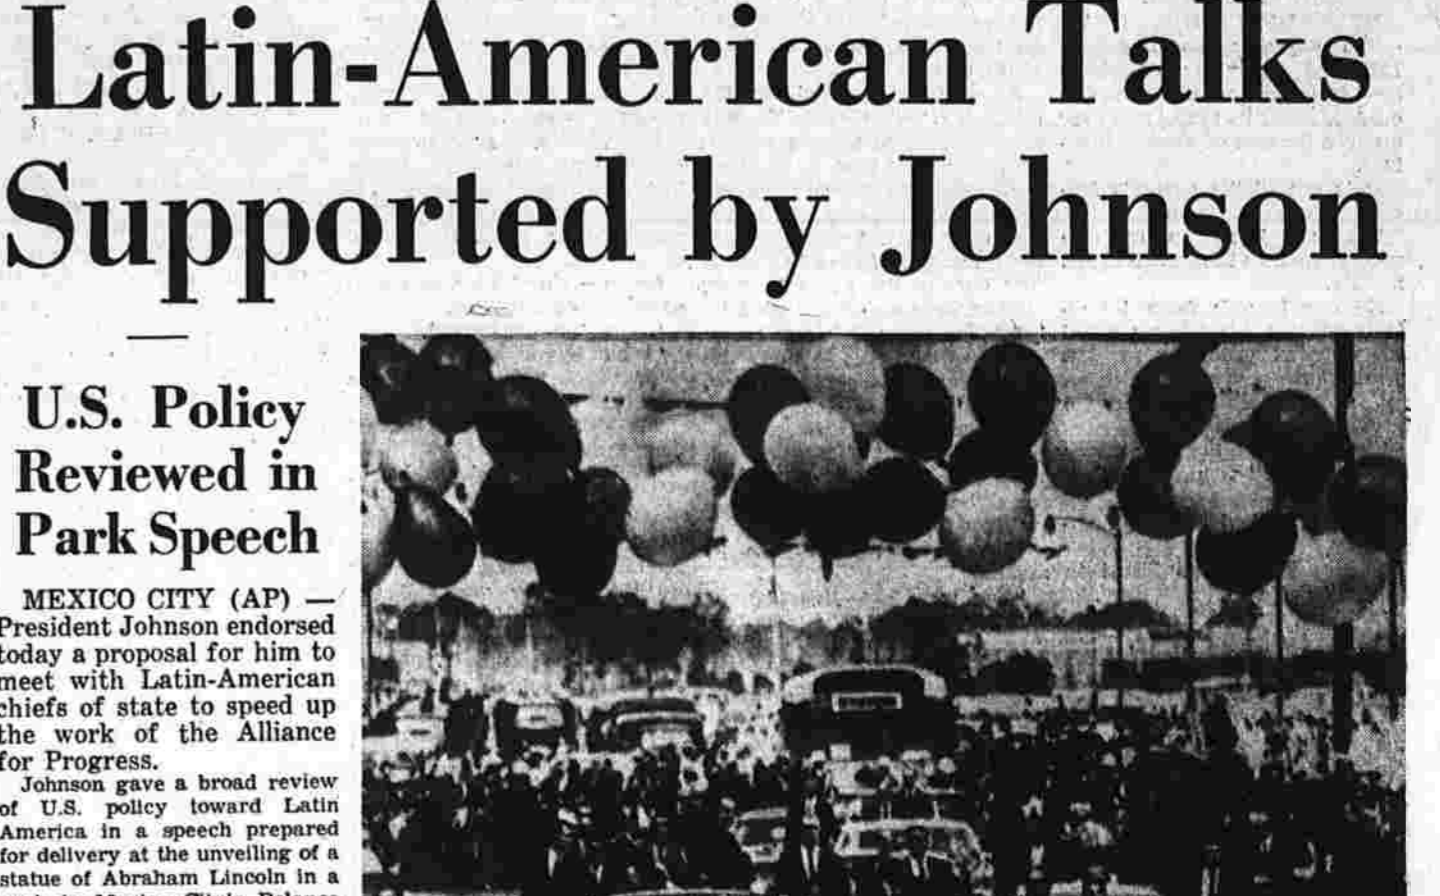 Latin-American Talks
Supported by Johnson
U.S. Policy
Reviewed in
Park Speech
MEXICO CITY (AP) —
President Johnson endorsed
today a proposal for him to
meet with Latin-American
chiefs of state to speed up
the work of the Alliance
for Progress.
Johnson gave a broad review
of U.S. policy toward Latin
America in a speech prepared
for delivery at the unveiling of a
statue of Abraham Lincoln in a